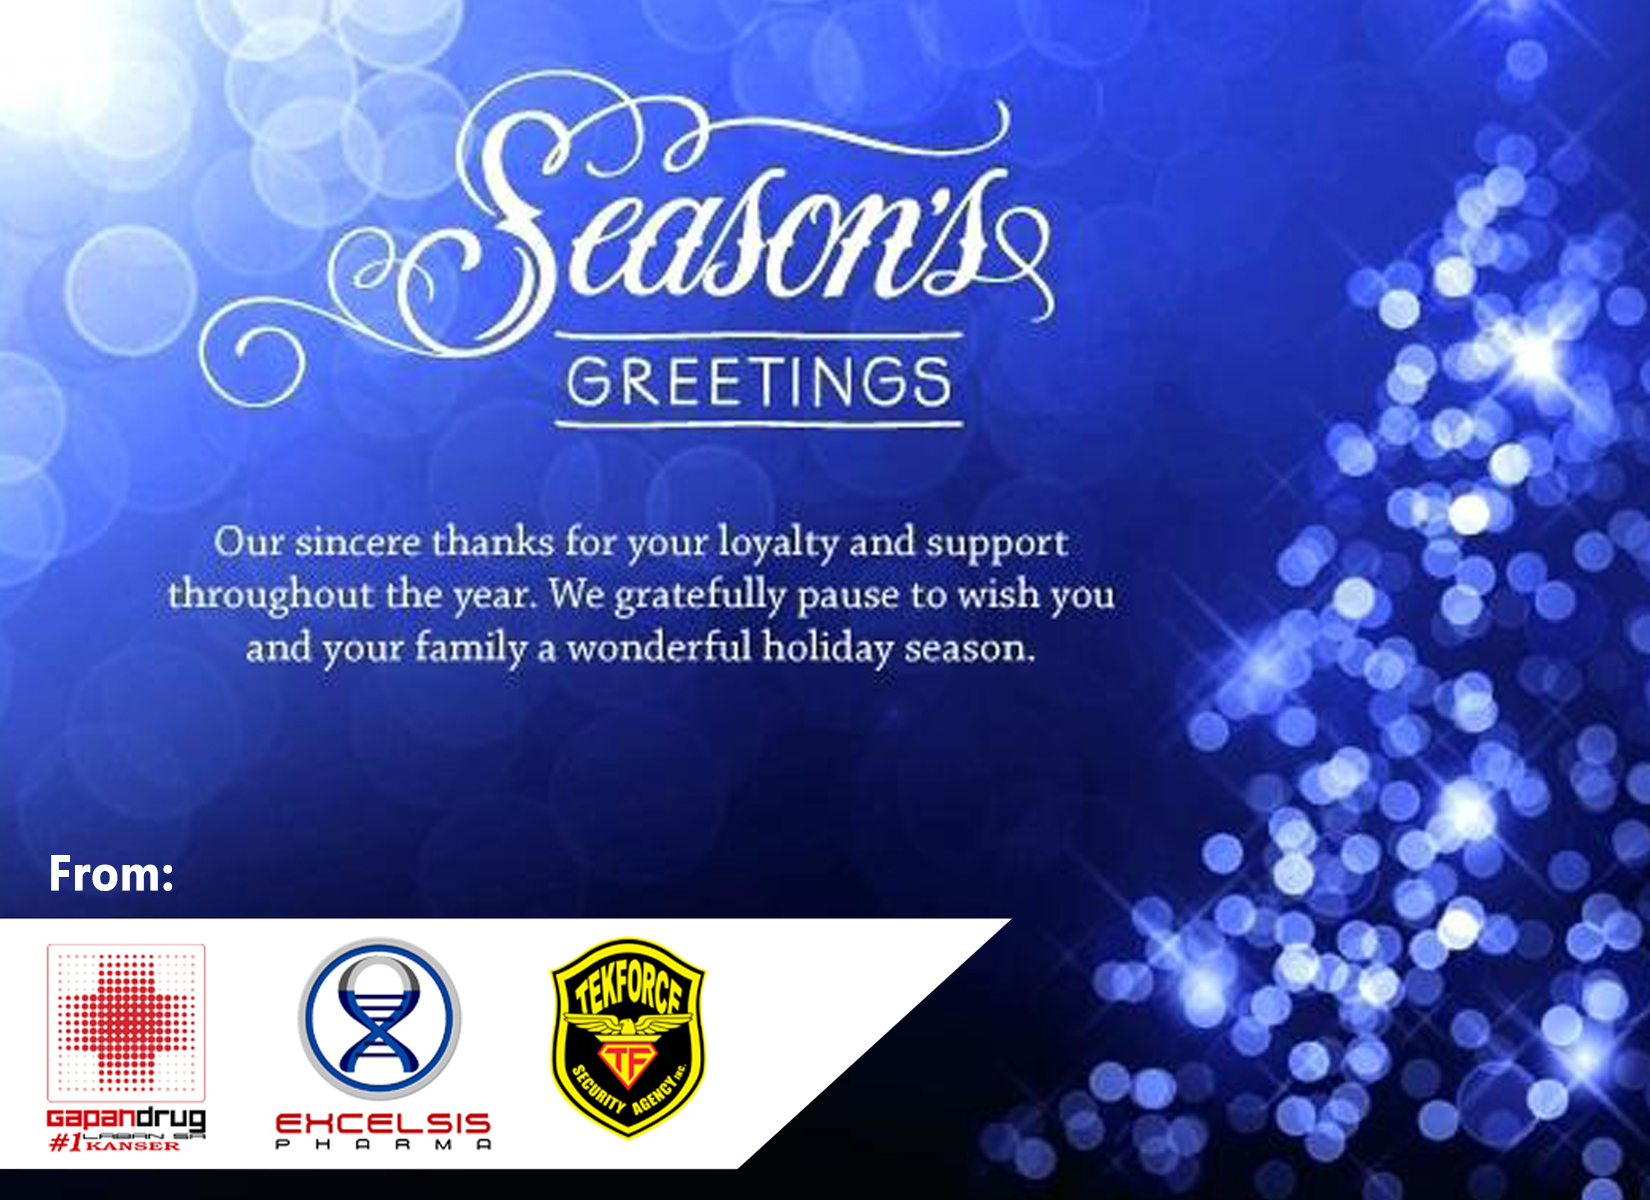 Season's
GREETINGS
Our sincere thanks for your loyalty and support
throughout the year. We gratefully pause to wish you
and your family a wonderful holiday season.
From:
GAPANDRUG
#1 LABAN SA
KANSER
EXCELSIS
PHARMA
TEKFORCE
TF
SECURITY AGENCY INC.